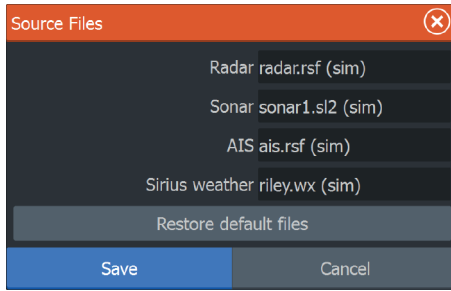 Source Files
Radar radar.rsf (sim)
Sonar sonar1.sl2 (sim)
AIS ais.rsf (sim)
Sirius weather riley.wx (sim)
Restore default files
Save Cancel